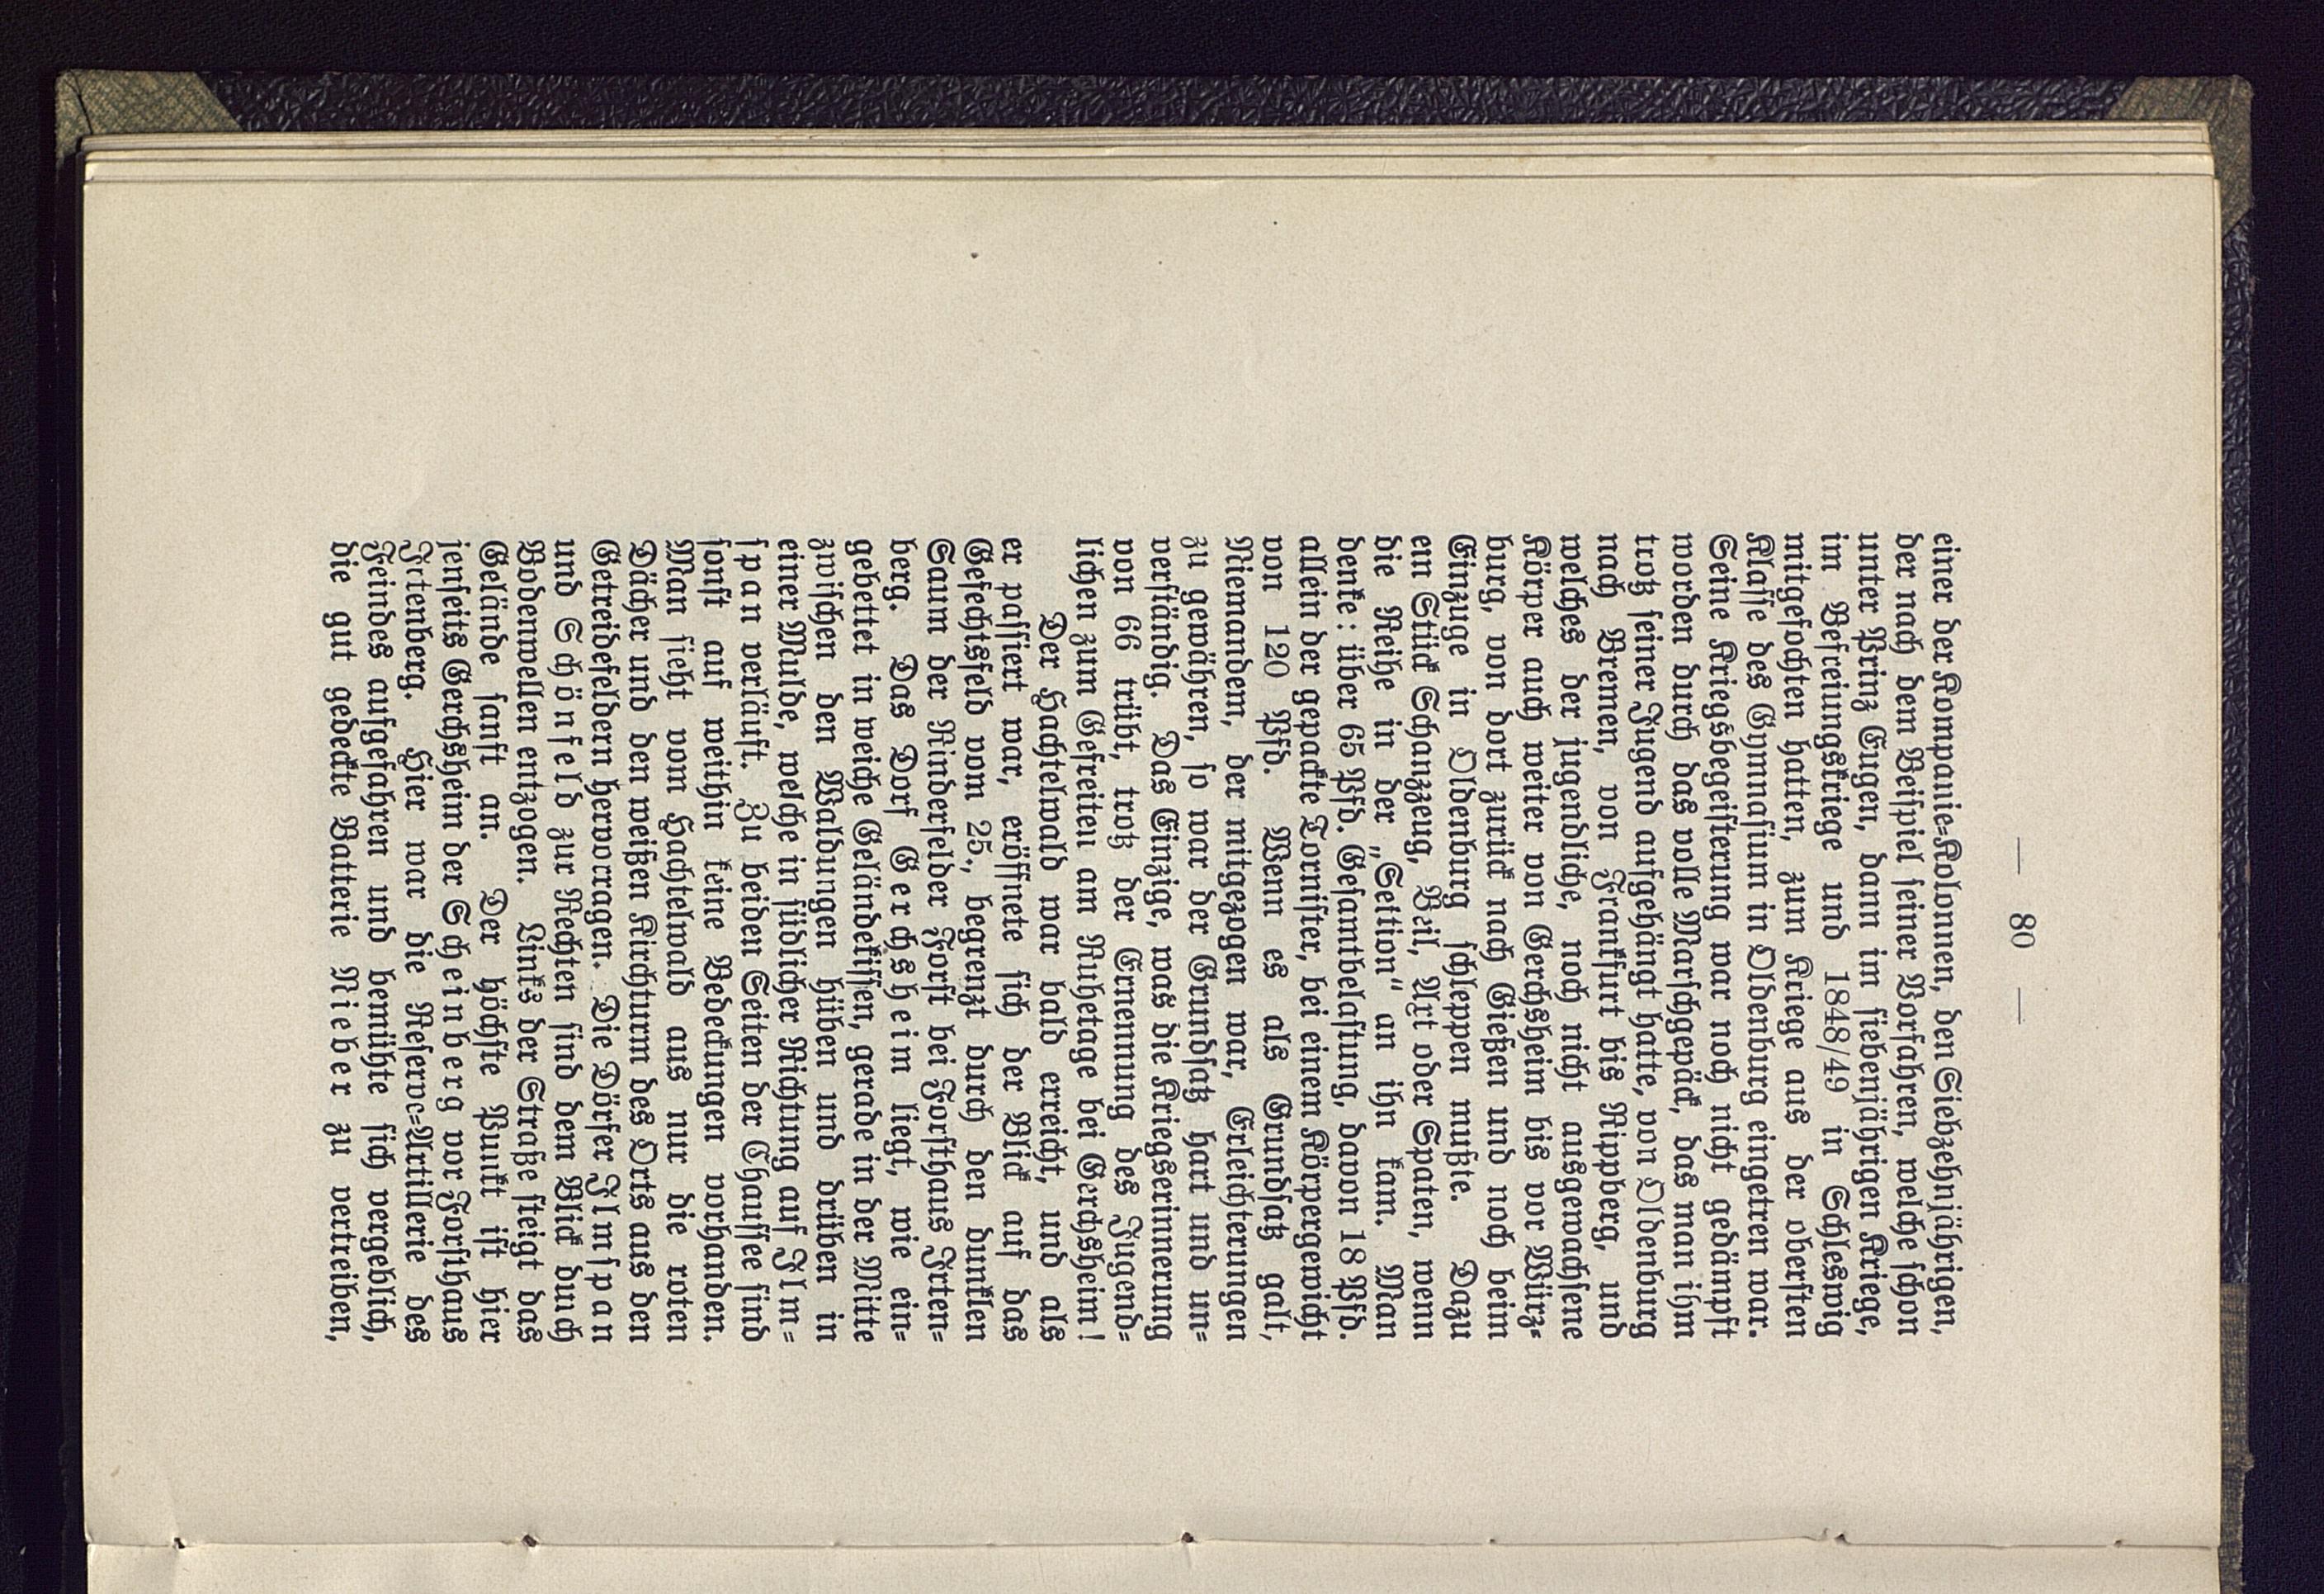 — 80 —
einer der Kompanie=Kolonnen, den Siebzehnjährigen,
der nach dem Beispiel seiner Vorfahren, welche schon
unter Prinz Eugen, dann im siebenjährigen Kriege,
im Befreiungskriege und 1848/49 in Schleswig
mitgefochten hatten, zum Kriege aus der obersten
Klasse des Gymnasium in Oldenburg eingetreten war.
Seine Kriegsbegeisterung war noch nicht gedämpft
worden durch das volle Marschgepäck, das man ihm
trotz seiner Jugend aufgehängt hatte, von Oldenburg
nach Bremen, von Frankfurt bis Rippberg, und
welches der jugendliche, noch nicht ausgewachsene
Körper auch weiter von Gerchsheim bis vor Würz=
burg, von dort zurück nach Gießen und noch beim
Einzuge in Oldenburg schleppen mußte. Dazu
ein Stück Schanzzeug, Beil, Axt oder Spaten, wenn
die Reihe in der „Sektion“ an ihn kam. Man
denke: über 65 Pfd. Gesamtbelastung, davon 18 Pfd.
allein der gepackte Tornister, bei einem Körpergewicht
von 120 Pfd. Wenn es als Grundsatz galt,
Niemandem, der mitgezogen war, Erleichterungen
zu gewähren, so war der Grundsatz hart und un=
verständig. Das Einzige, was die Kriegserinnerung
von 66 trübt, trotz der Ernennung des Jugend=
lichen zum Gefreiten am Ruhetage bei Gerchsheim!
Der Hachtelwald war bald erreicht, und als
er passiert war, eröffnete sich der Blick auf das
Gefechtsfeld vom 25., begrenzt durch den dunklen
Saum der Rinderfelder Forst bei Forsthaus Irten=
berg. Das Dorf Gerchsheim liegt, wie ein=
gebettet in weiche Geländekissen, gerade in der Mitte
zwischen den Waldungen hüben und drüben in
einer Mulde, welche in südlicher Richtung auf Ilm=
span verläuft. Zu beiden Seiten der Chaussee sind
sonst auf weithin keine Bedeckungen vorhanden.
Man sieht vom Hachtelwald aus nur die roten
Dächer und den weißen Kirchturm des Orts aus den
Getreidefeldern hervorragen. Die Dörfer Ilmspan
und Schönfeld zur Rechten sind dem Blick durch
Bodenwellen entzogen. Links der Straße steigt das
Gelände sanft an. Der höchste Punkt ist hier
jenseits Gerchsheim der Scheinberg vor Forsthaus
Irtenberg. Hier war die Reserve=Artillerie des
Feindes aufgefahren und bemühte sich vergeblich,
die gut gedeckte Batterie Nieber zu vertreiben,